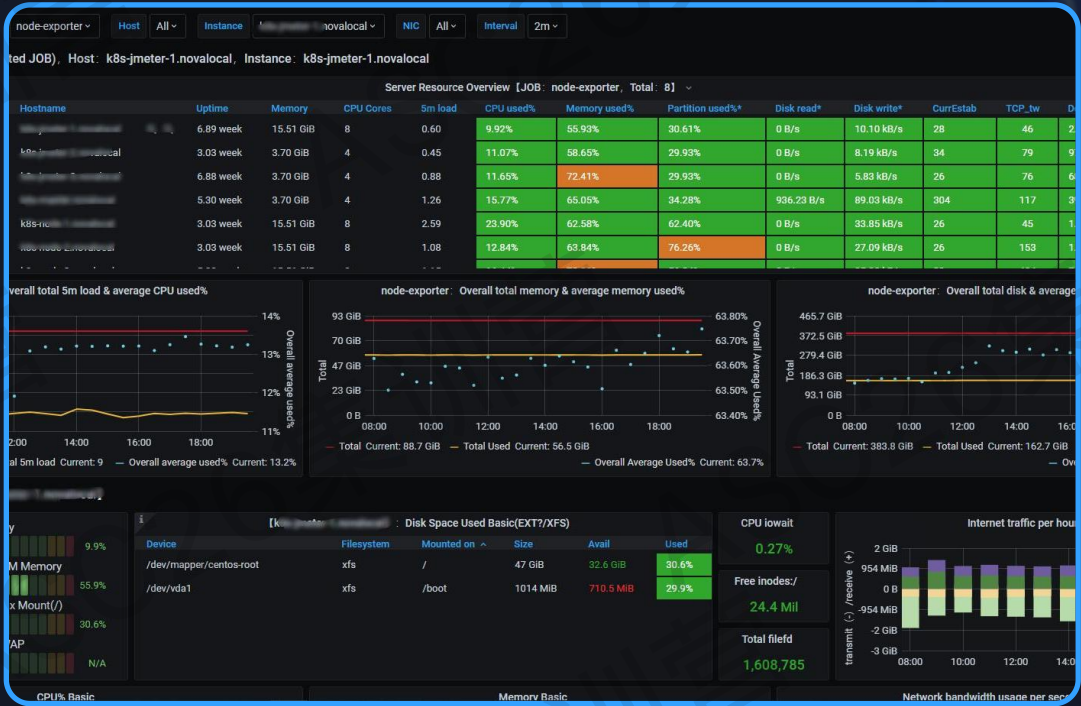 node-exporter Host All Instance novalocal NIC All Interval 2m
ted JOB), Host: k8s-jmeter-1.novalocal, Instance: k8s-jmeter-1.novalocal
Server Resource Overview【JOB: node-exporter, Total: 8】
Hostname Uptime Memory CPU Cores 5m load CPU used% Memory used% Partition used%* Disk read* Disk write* CurrEstab TCP_tw
6.89 week 15.51 GiB 8 0.60 9.92% 55.93% 30.61% 0 B/s 10.10 kB/s 28 46 2.
3.03 week 3.70 GiB 4 0.45 11.07% 58.65% 29.93% 0 B/s 8.19 kB/s 34 79
6.88 week 3.70 GiB 4 0.88 11.65% 72.41% 29.93% 0 B/s 5.83 kB/s 26 76
5.30 week 3.70 GiB 4 1.26 15.77% 65.05% 34.28% 936.23 B/s 89.03 kB/s 304 117
3.03 week 15.51 GiB 8 2.59 23.90% 62.58% 62.40% 0 B/s 33.85 kB/s 26 45 1.
3.03 week 15.51 GiB 8 1.08 12.84% 63.84% 76.26% 0 B/s 27.09 kB/s 26 153 1.
verall total 5m load & average CPU used%
14%
13%
12%
11%
Overall average used%
2:00 14:00 16:00 18:00
al 5m load Current: 9 Overall average used% Current: 13.2%
node-exporter: Overall total memory & average memory used%
93 GiB 63.80%
70 GiB 63.70%
47 GiB 63.60%
23 GiB 63.50%
0 B 63.40%
Total
Overall Average Used%
08:00 10:00 12:00 14:00 16:00 18:00
Total Current: 88.7 GiB Total Used Current: 56.5 GiB
Overall Average Used% Current: 63.7%
node-exporter: Overall total disk & average
465.7 GiB
372.5 GiB
279.4 GiB
186.3 GiB
93.1 GiB
0 B
Total
08:00 10:00 12:00 14:00 16:0
Total Current: 383.8 GiB Total Used Current: 162.7 GiB
Ove
y
9.9%
M Memory
55.9%
x Mount(/)
30.6%
AP
N/A
: Disk Space Used Basic(EXT?/XFS)
Device Filesystem Mounted on Size Avail Used
/dev/mapper/centos-root xfs / 47 GiB 32.6 GiB 30.6%
/dev/vda1 xfs /boot 1014 MiB 710.5 MiB 29.9%
CPU iowait
0.27%
Free inodes:/
24.4 Mil
Total filefd
1,608,785
Internet traffic per hour
2 GiB
954 MiB
0 B
-954 MiB
-2 GiB
-3 GiB
transmit (-) /receive (+)
08:00 10:00 12:00 14:0
CPU% Basic
Memory Basic
Network bandwidth usage per seco